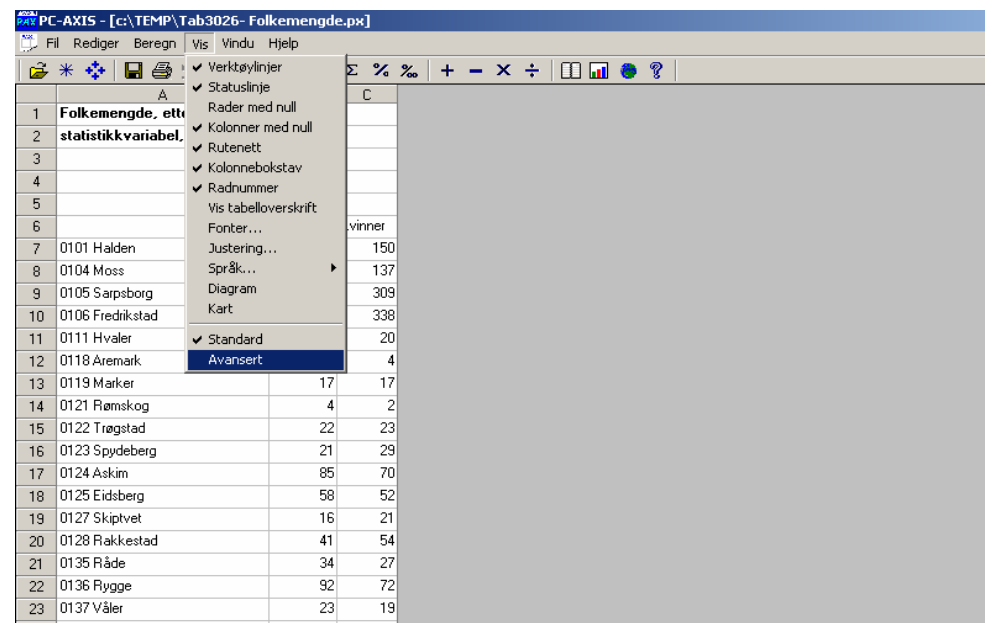 PC-AXIS - [c:\TEMP\Tab3026- Folkemengde.px]
Fil Rediger Beregn Vis Vindu Hjelp
Σ % ‰ + − × ÷ ?
A C
1 Folkemengde, ette
2 statistikkvariabel,
3
4
5
6 vinner
7 0101 Halden 150
8 0104 Moss 137
9 0105 Sarpsborg 309
10 0106 Fredrikstad 338
11 0111 Hvaler 20
12 0118 Aremark 4
13 0119 Marker 17 17
14 0121 Rømskog 4 2
15 0122 Trøgstad 22 23
16 0123 Spydeberg 21 29
17 0124 Askim 85 70
18 0125 Eidsberg 58 52
19 0127 Skiptvet 16 21
20 0128 Rakkestad 41 54
21 0135 Råde 34 27
22 0136 Rygge 92 72
23 0137 Våler 23 19
Verktøylinjer
Statuslinje
Rader med null
Kolonner med null
Rutenett
Kolonnebokstav
Radnummer
Vis tabelloverskrift
Fonter...
Justering...
Språk...
Diagram
Kart
Standard
Avansert